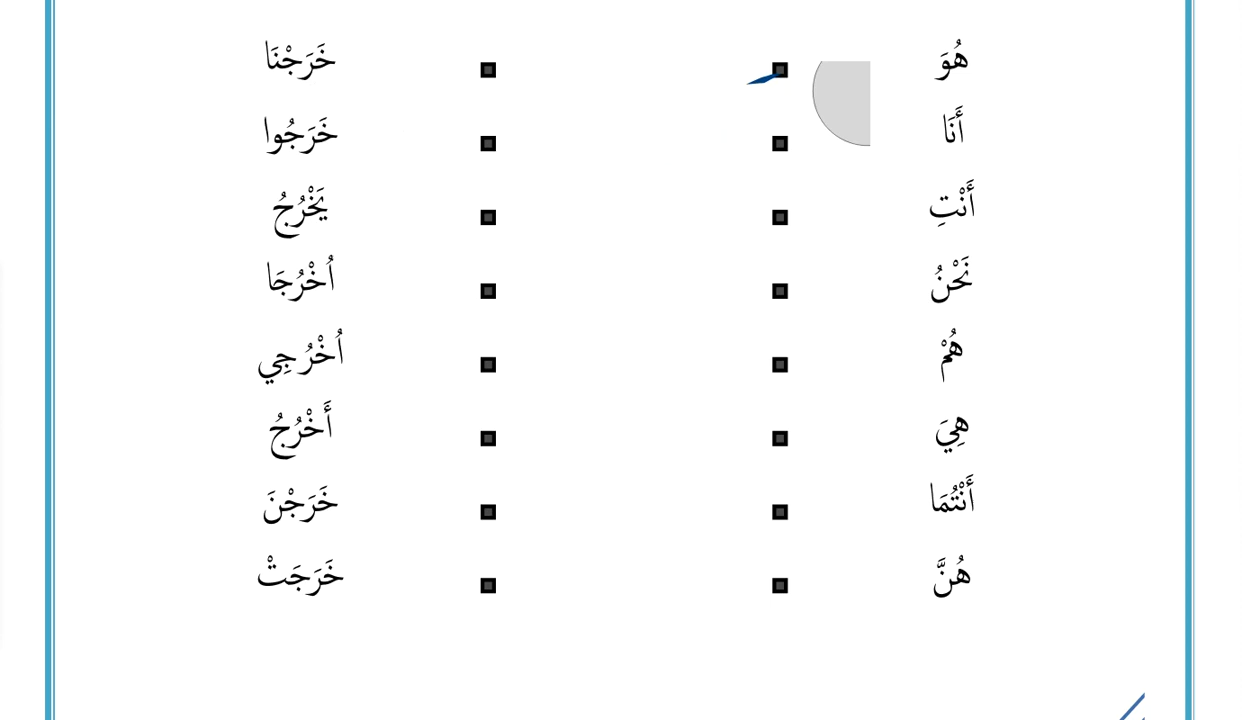 هُوَ خَرَجْنَا
أَنَا خَرَجُوا
أَنْتِ يَخْرُجُ
نَحْنُ اُخْرُجَا
هُمْ اُخْرُجِي
هِيَ أَخْرُجُ
أَنْتُمَا خَرَجْنَ
هُنَّ خَرَجَتْ